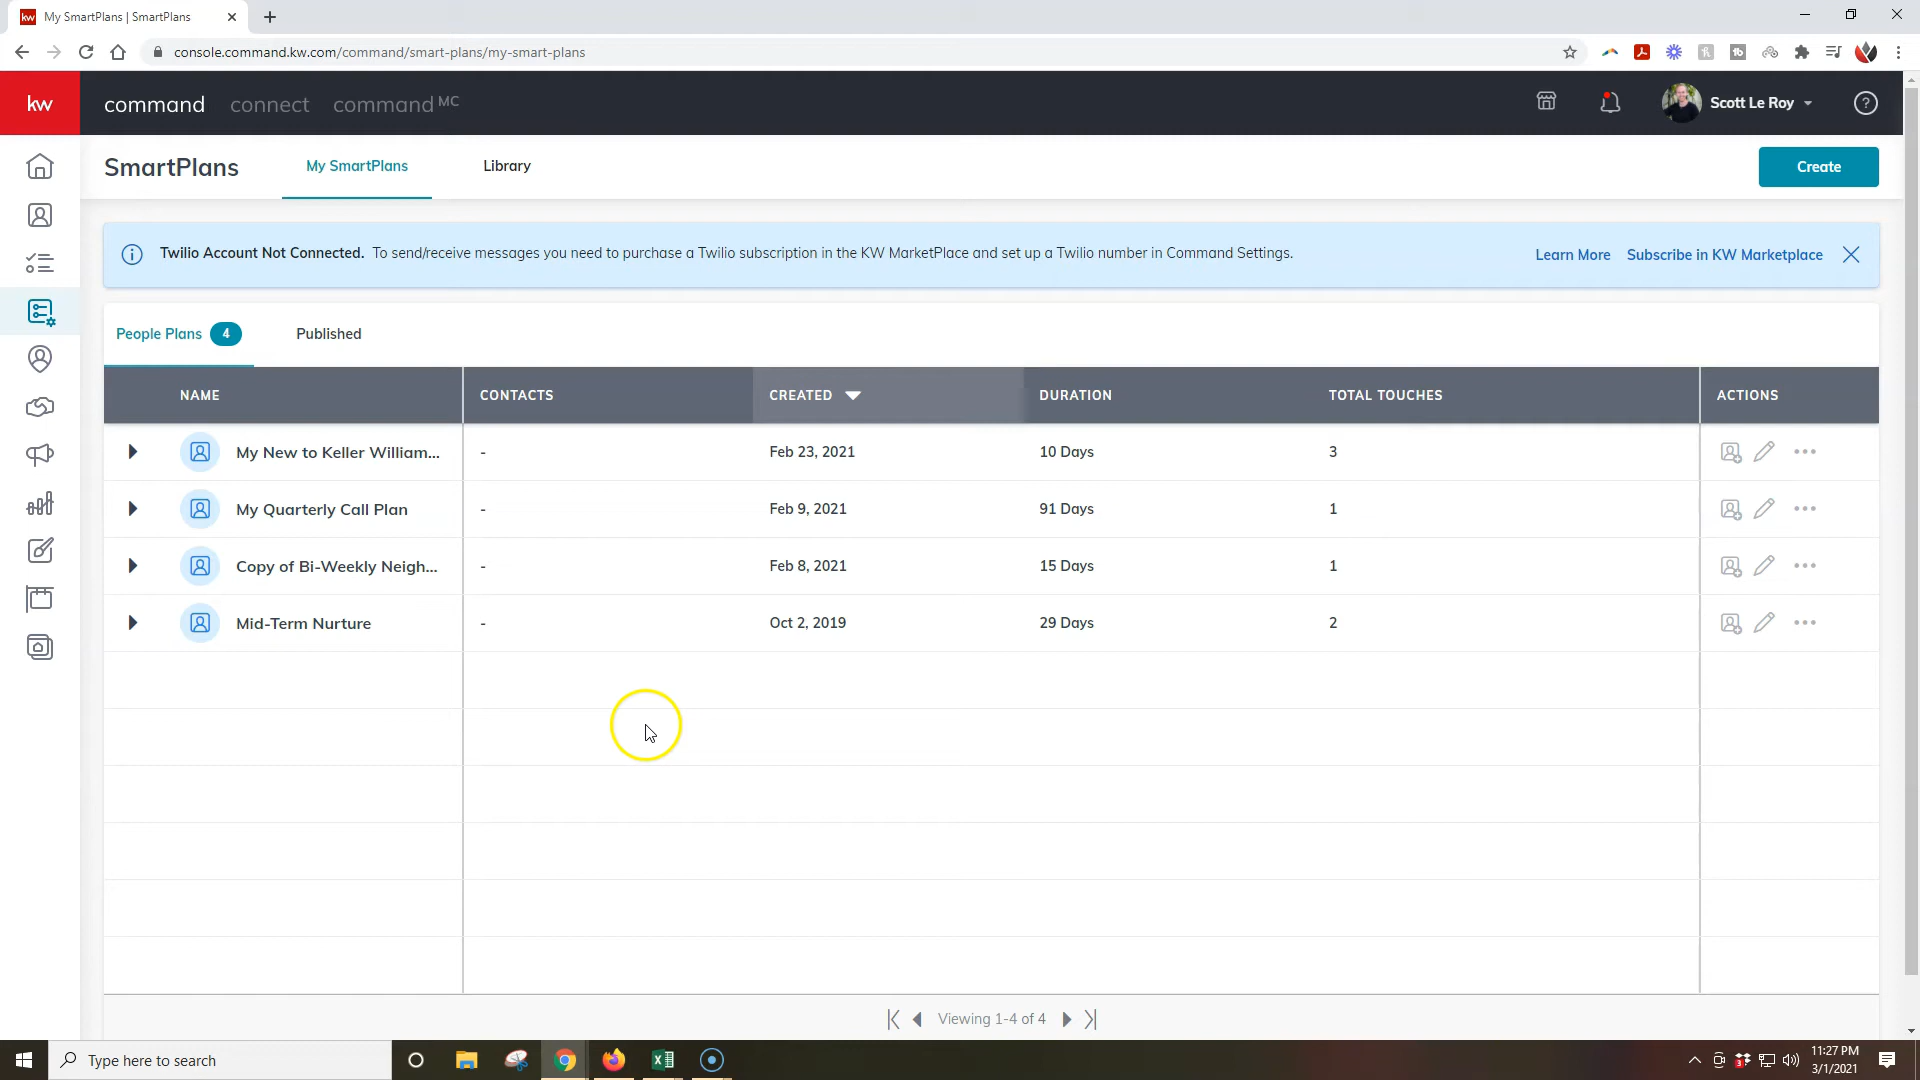 My SmartPlans | SmartPlans
console.command.kw.com/command/smart-plans/my-smart-plans
kw
command connect command MC
Scott Le Roy
SmartPlans My SmartPlans Library Create
Twilio Account Not Connected. To send/receive messages you need to purchase a Twilio subscription in the KW MarketPlace and set up a Twilio number in Command Settings. Learn More Subscribe in KW Marketplace
People Plans 4 Published
NAME CONTACTS CREATED DURATION TOTAL TOUCHES ACTIONS
My New to Keller William... - Feb 23, 2021 10 Days 3
My Quarterly Call Plan - Feb 9, 2021 91 Days 1
Copy of Bi-Weekly Neigh... - Feb 8, 2021 15 Days 1
Mid-Term Nurture - Oct 2, 2019 29 Days 2
Viewing 1-4 of 4
Type here to search
11:27 PM
3/1/2021